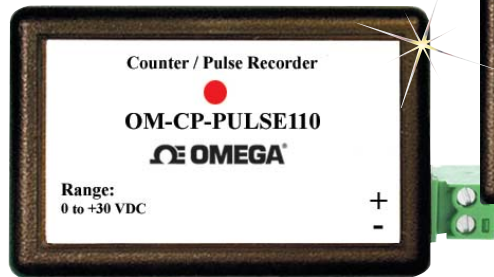 Counter / Pulse Recorder
OM-CP-PULSE110
Ω OMEGA®
Range:
0 to +30 VDC
+
-